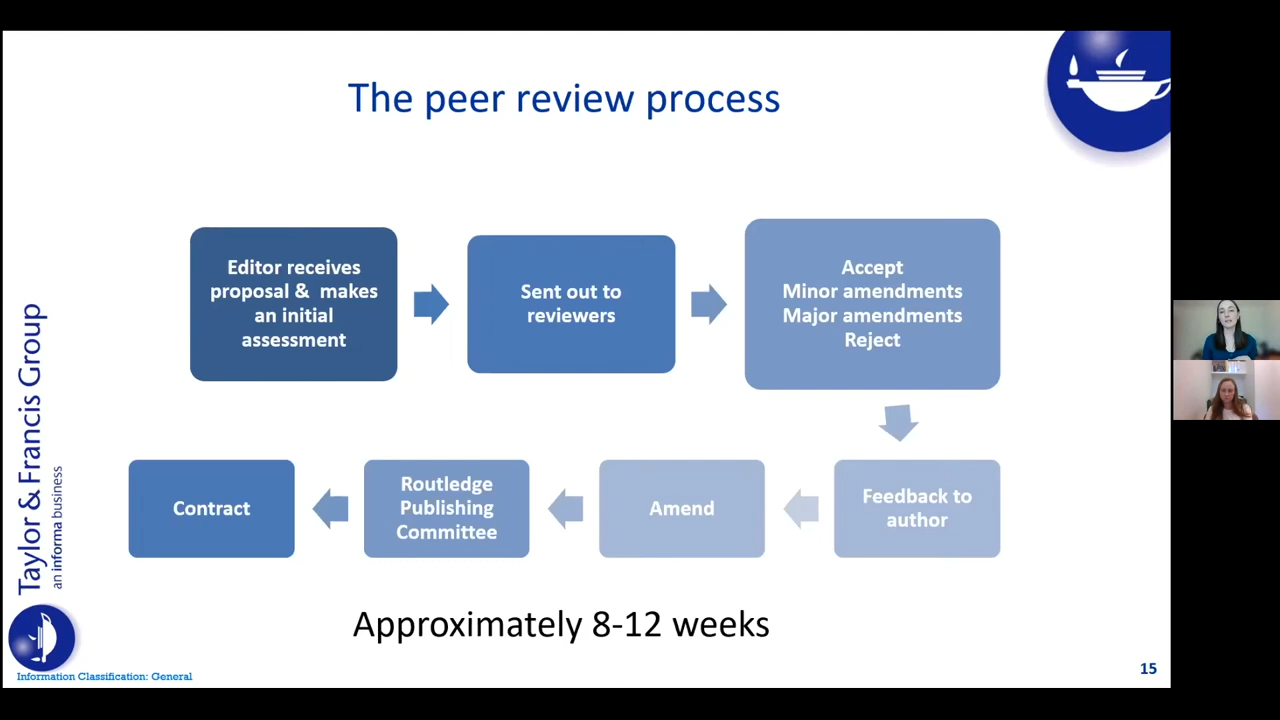 The peer review process
Editor receives
proposal & makes
an initial
assessment
Sent out to
reviewers
Accept
Minor amendments
Major amendments
Reject
Feedback to
author
Amend
Routledge
Publishing
Committee
Contract
Approximately 8-12 weeks
Taylor & Francis Group
an informa business
Information Classification: General
15